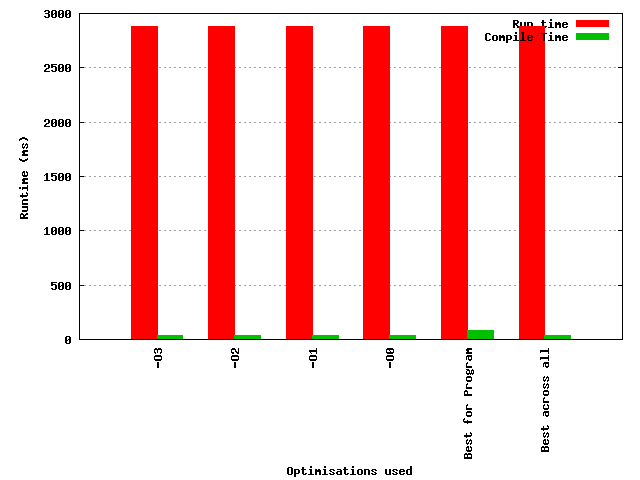 3000
2500
2000
1500
1000
500
0
Runtime (ms)
Run time
Compile Time
-O3
-O2
-O1
-O0
Best for Program
Best across all
Optimisations used